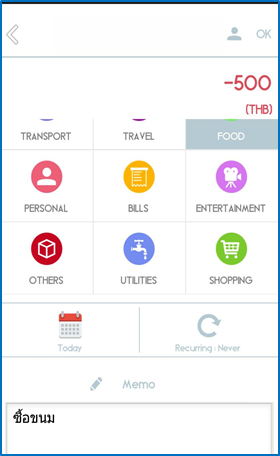 OK
-500
(THB)
TRANSPORT TRAVEL FOOD
PERSONAL BILLS ENTERTAINMENT
OTHERS UTILITIES SHOPPING
Today Recurring : Never
Memo
ซื้อขนม